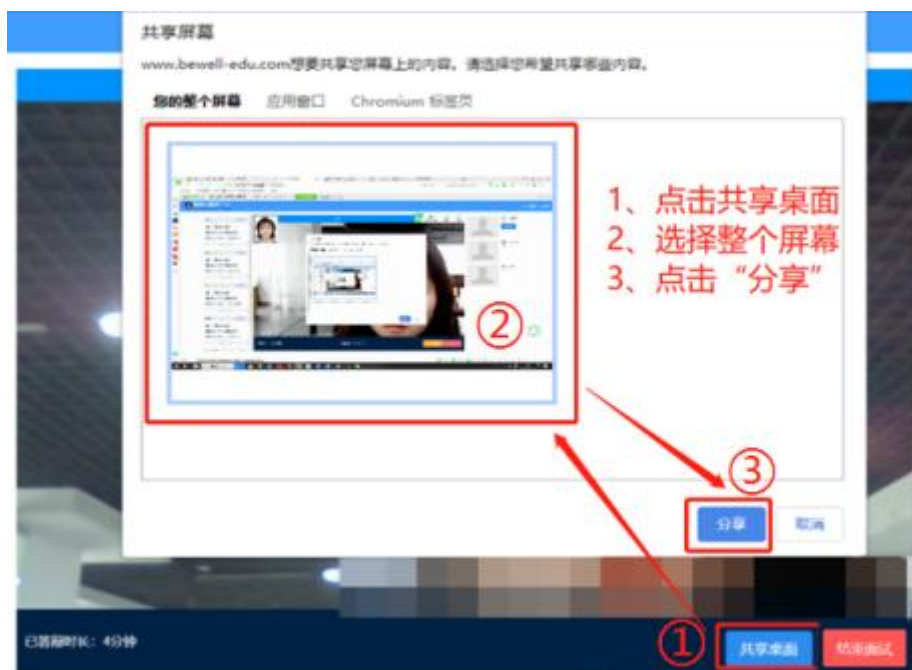 共享屏幕
www.bewell-edu.com想要共享您屏幕上的内容。请选择您希望共享哪些内容。
您的整个屏幕 应用窗口 Chromium 标签页
1、点击共享桌面
2、选择整个屏幕
3、点击“分享”
②
③
分享 取消
已答辩时长：4分钟
① 共享桌面 结束面试